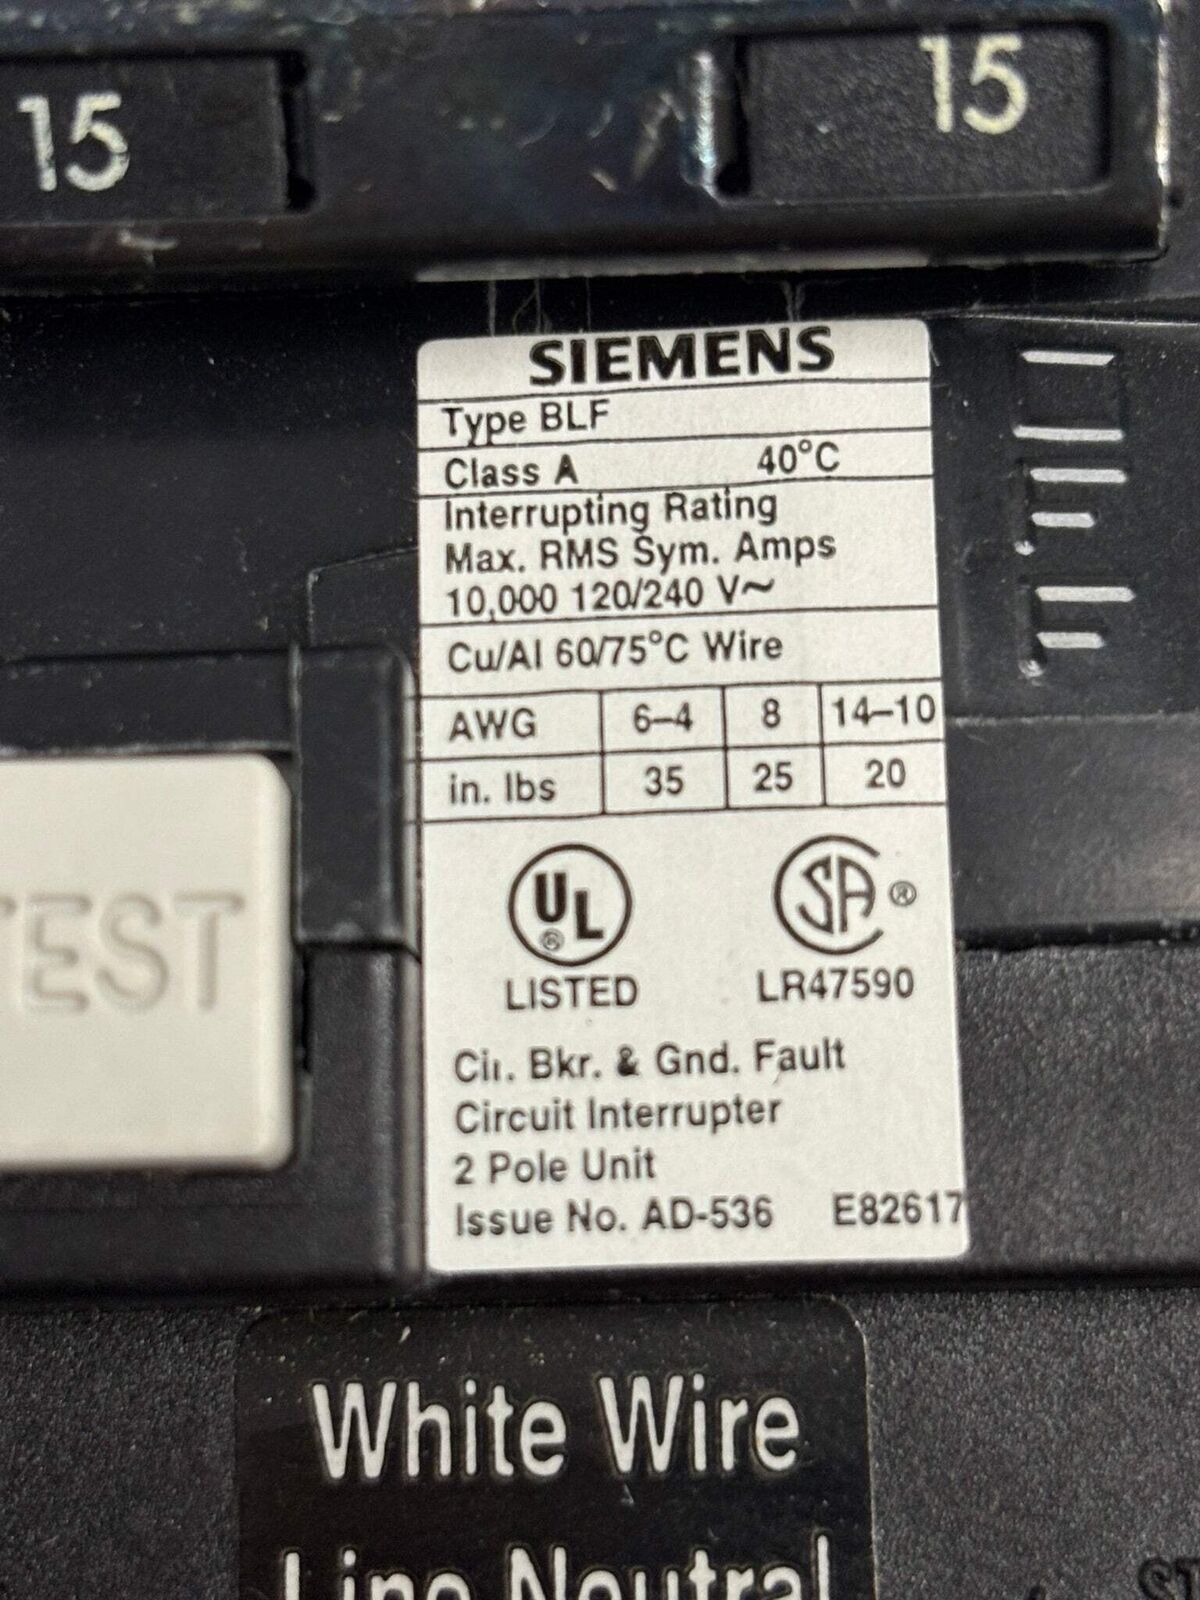 15 15
SIEMENS
Type BLF
Class A 40°C
Interrupting Rating
Max. RMS Sym. Amps
10,000 120/240 V~
Cu/Al 60/75°C Wire
AWG 6–4 8 14–10
in. lbs 35 25 20
UL® SA®
LISTED LR47590
TEST
Cir. Bkr. & Gnd. Fault
Circuit Interrupter
2 Pole Unit
Issue No. AD-536 E82617
White Wire
Line Neutral